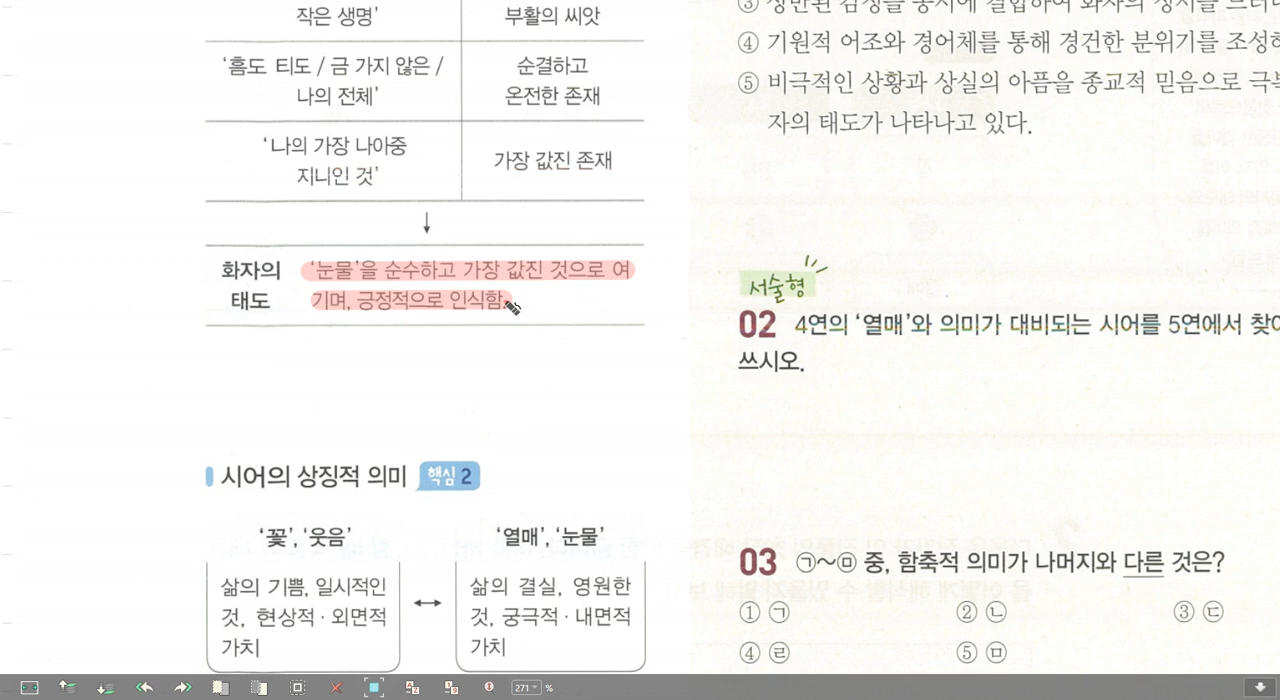 작은 생명’
부활의 씨앗
‘흠도 티도 / 금 가지 않은 /
나의 전체’
순결하고
온전한 존재
‘나의 가장 나아중
지니인 것’
가장 값진 존재
↓
화자의
태도
‘눈물’을 순수하고 가장 값진 것으로 여
기며, 긍정적으로 인식함.
시어의 상징적 의미 핵심 2
‘꽃’, ‘웃음’
삶의 기쁨, 일시적인
것, 현상적·외면적
가치
↔
‘열매’, ‘눈물’
삶의 결실, 영원한
것, 궁극적·내면적
가치
④ 기원적 어조와 경어체를 통해 경건한 분위기를 조성하
⑤ 비극적인 상황과 상실의 아픔을 종교적 믿음으로 극복
자의 태도가 나타나고 있다.
서술형
02 4연의 ‘열매’와 의미가 대비되는 시어를 5연에서 찾아
쓰시오.
03 ㉠~㉤ 중, 함축적 의미가 나머지와 다른 것은?
① ㉠ ② ㉡ ③ ㉢
④ ㉣ ⑤ ㉤
271 %